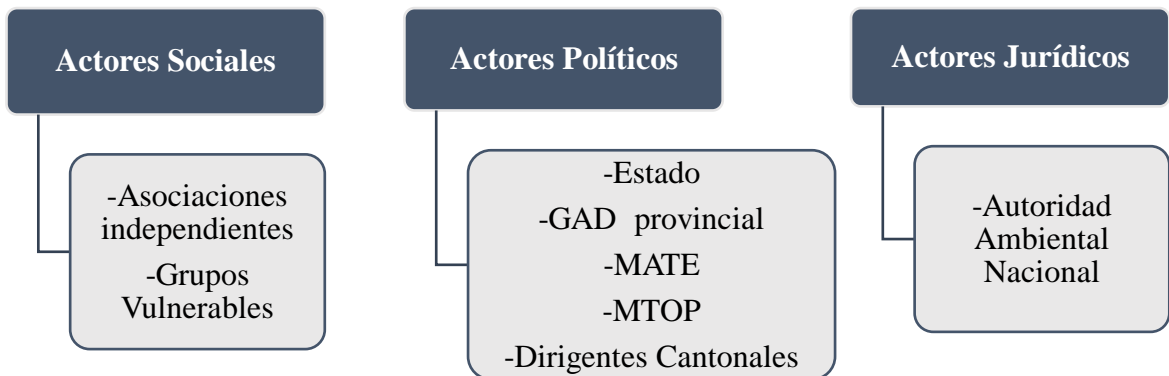 Actores Sociales
-Asociaciones
independientes
-Grupos
Vulnerables
Actores Políticos
-Estado
-GAD provincial
-MATE
-MTOP
-Dirigentes Cantonales
Actores Jurídicos
-Autoridad
Ambiental
Nacional